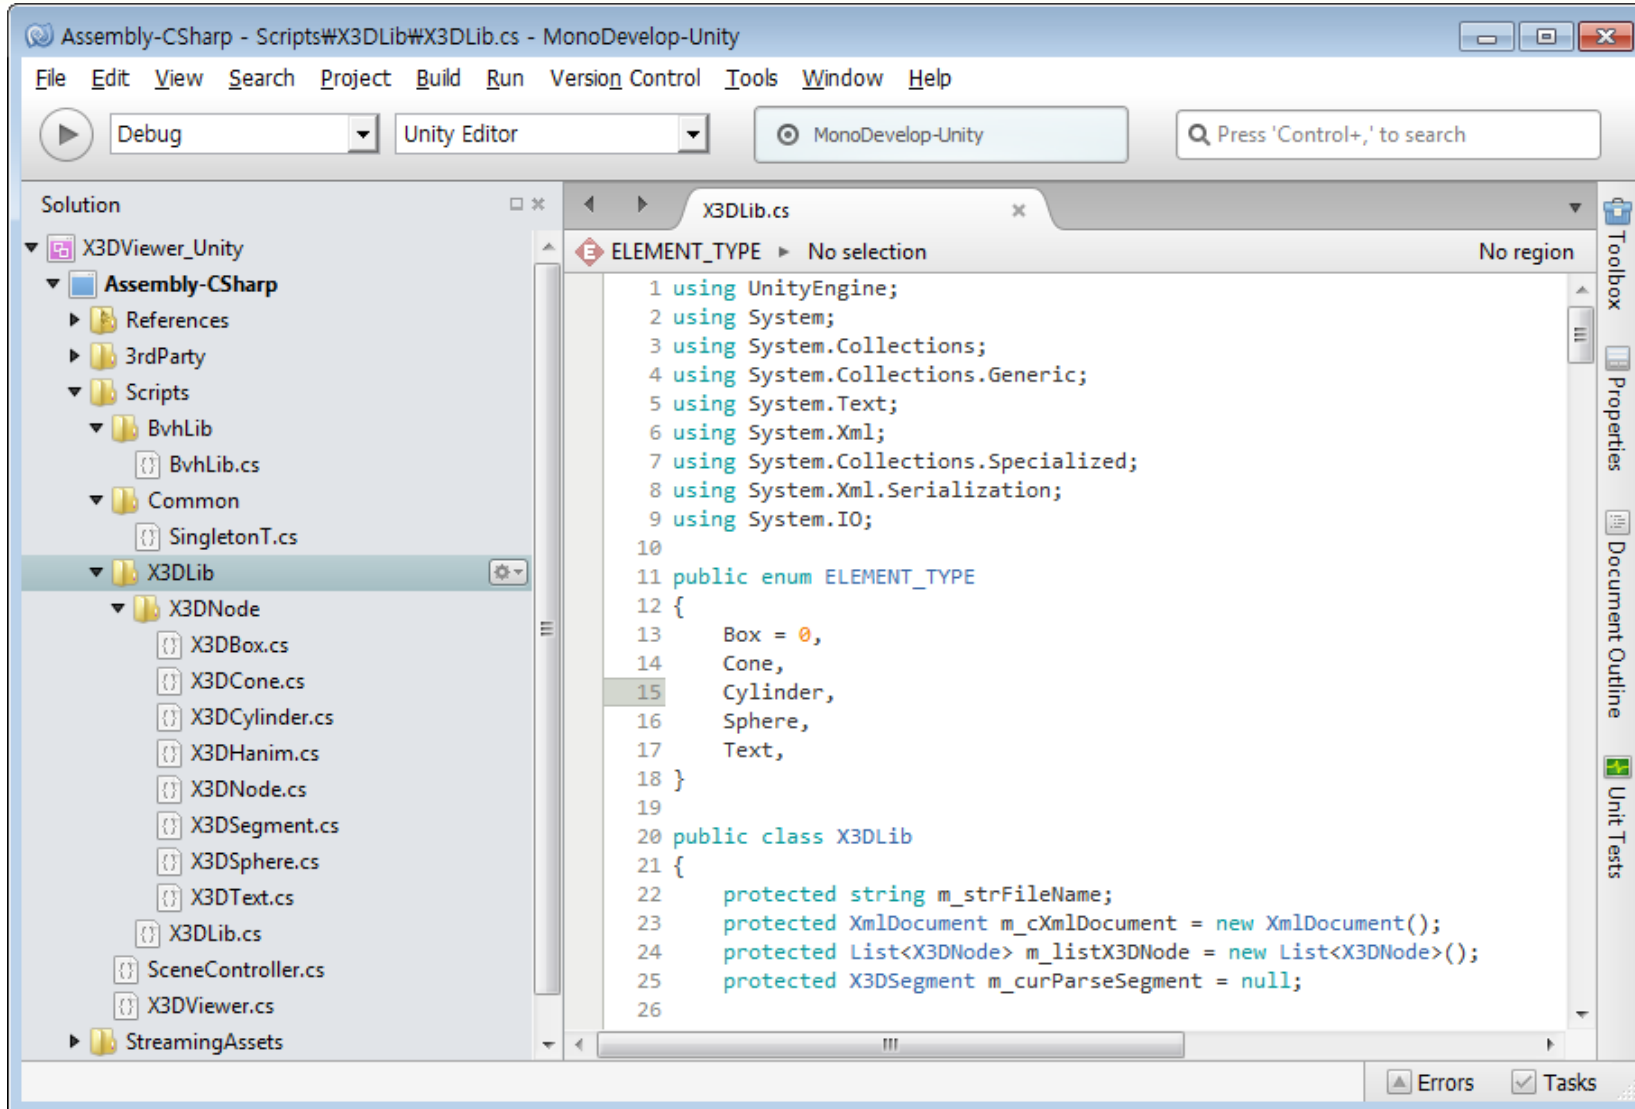 Assembly-CSharp - Scripts₩X3DLib₩X3DLib.cs - MonoDevelop-Unity
File Edit View Search Project Build Run Version Control Tools Window Help
Debug Unity Editor MonoDevelop-Unity Press 'Control+,' to search
Solution
X3DViewer_Unity
Assembly-CSharp
References
3rdParty
Scripts
BvhLib
BvhLib.cs
Common
SingletonT.cs
X3DLib
X3DNode
X3DBox.cs
X3DCone.cs
X3DCylinder.cs
X3DHanim.cs
X3DNode.cs
X3DSegment.cs
X3DSphere.cs
X3DText.cs
X3DLib.cs
SceneController.cs
X3DViewer.cs
StreamingAssets
X3DLib.cs
ELEMENT_TYPE No selection No region
1 using UnityEngine;
2 using System;
3 using System.Collections;
4 using System.Collections.Generic;
5 using System.Text;
6 using System.Xml;
7 using System.Collections.Specialized;
8 using System.Xml.Serialization;
9 using System.IO;
10
11 public enum ELEMENT_TYPE
12 {
13 Box = 0,
14 Cone,
15 Cylinder,
16 Sphere,
17 Text,
18 }
19
20 public class X3DLib
21 {
22 protected string m_strFileName;
23 protected XmlDocument m_cXmlDocument = new XmlDocument();
24 protected List<X3DNode> m_listX3DNode = new List<X3DNode>();
25 protected X3DSegment m_curParseSegment = null;
26
Toolbox
Properties
Document Outline
Unit Tests
Errors Tasks